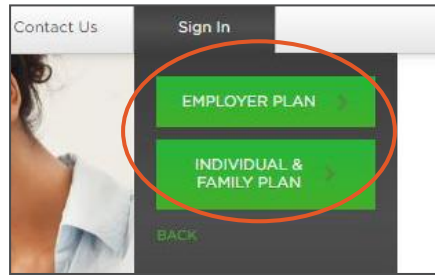 Contact Us
Sign In
EMPLOYER PLAN
INDIVIDUAL &
FAMILY PLAN
BACK